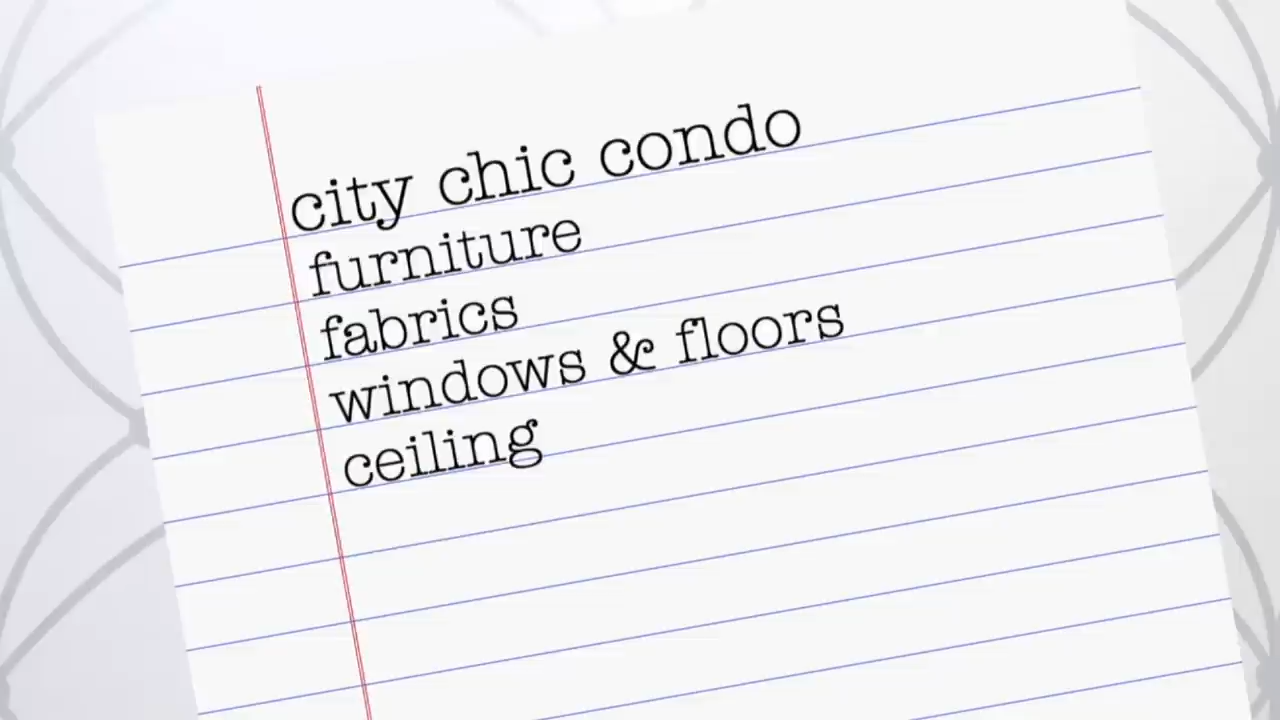 city chic condo
furniture
fabrics
windows & floors
ceiling